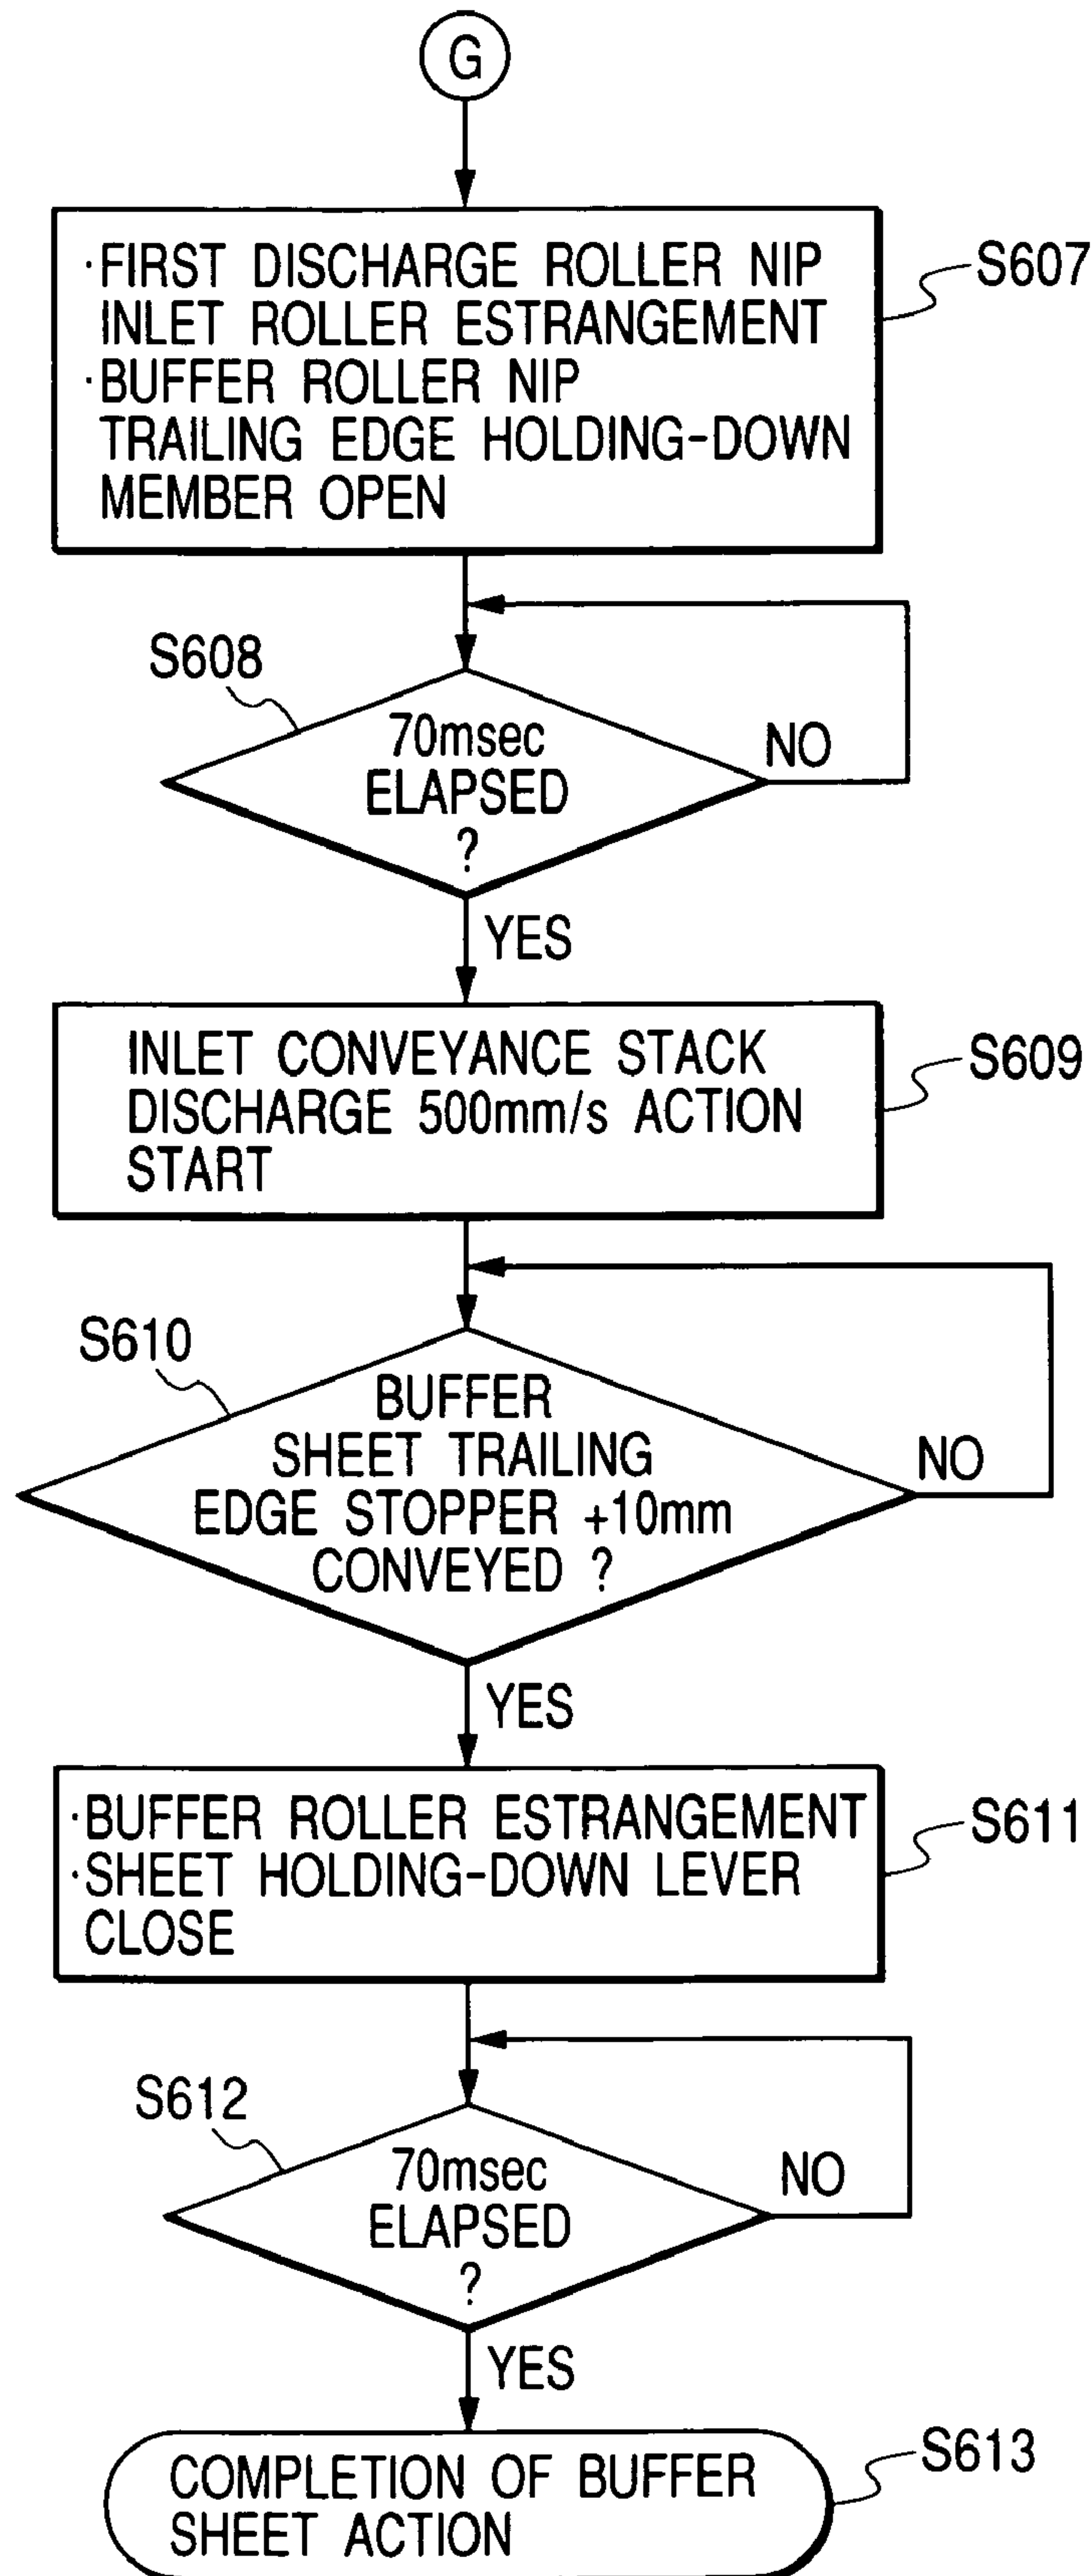 G
·FIRST DISCHARGE ROLLER NIP
INLET ROLLER ESTRANGEMENT
·BUFFER ROLLER NIP
TRAILING EDGE HOLDING-DOWN
MEMBER OPEN
S607
S608
70msec
ELAPSED
?
NO
YES
INLET CONVEYANCE STACK
DISCHARGE 500mm/s ACTION
START
S609
S610
BUFFER
SHEET TRAILING
EDGE STOPPER +10mm
CONVEYED ?
NO
YES
·BUFFER ROLLER ESTRANGEMENT
·SHEET HOLDING-DOWN LEVER
CLOSE
S611
S612
70msec
ELAPSED
?
NO
YES
COMPLETION OF BUFFER
SHEET ACTION
S613